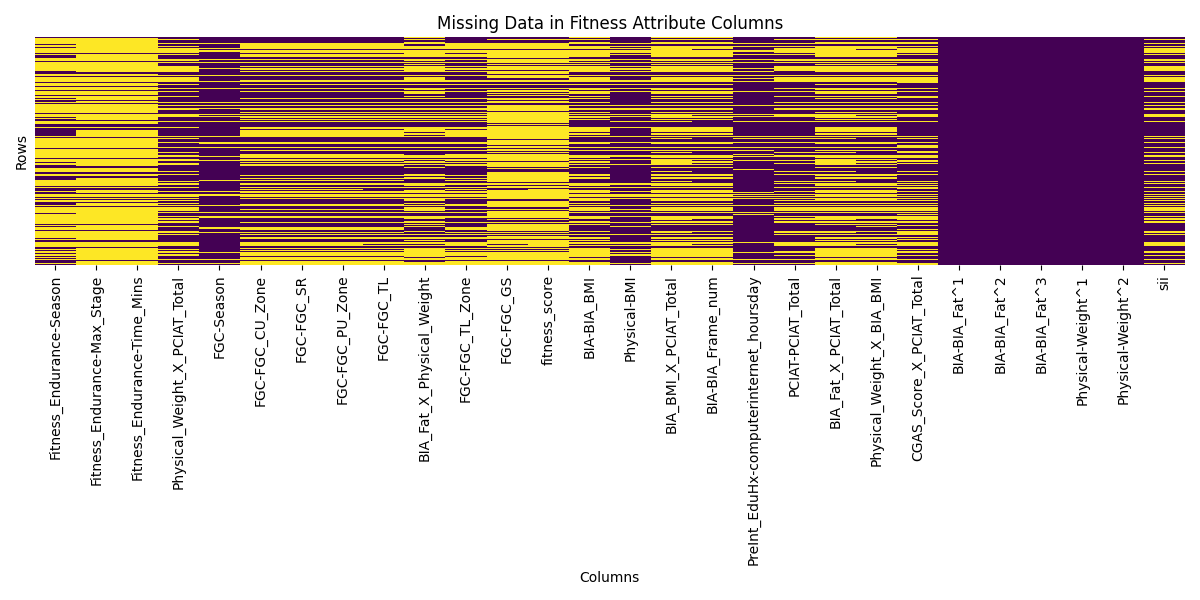 Missing Data in Fitness Attribute Columns
Rows
Fitness_Endurance-Season
Fitness_Endurance-Max_Stage
Fitness_Endurance-Time_Mins
Physical_Weight_X_PCIAT_Total
FGC-Season
FGC-FGC_CU_Zone
FGC-FGC_SR
FGC-FGC_PU_Zone
FGC-FGC_TL
BIA_Fat_X_Physical_Weight
FGC-FGC_TL_Zone
FGC-FGC_GS
fitness_score
BIA-BIA_BMI
Physical-BMI
BIA_BMI_X_PCIAT_Total
BIA-BIA_Frame_num
PreInt_EduHx-computerinternet_hoursday
PCIAT-PCIAT_Total
BIA_Fat_X_PCIAT_Total
Physical_Weight_X_BIA_BMI
CGAS_Score_X_PCIAT_Total
BIA-BIA_Fat^1
BIA-BIA_Fat^2
BIA-BIA_Fat^3
Physical-Weight^1
Physical-Weight^2
sii
Columns